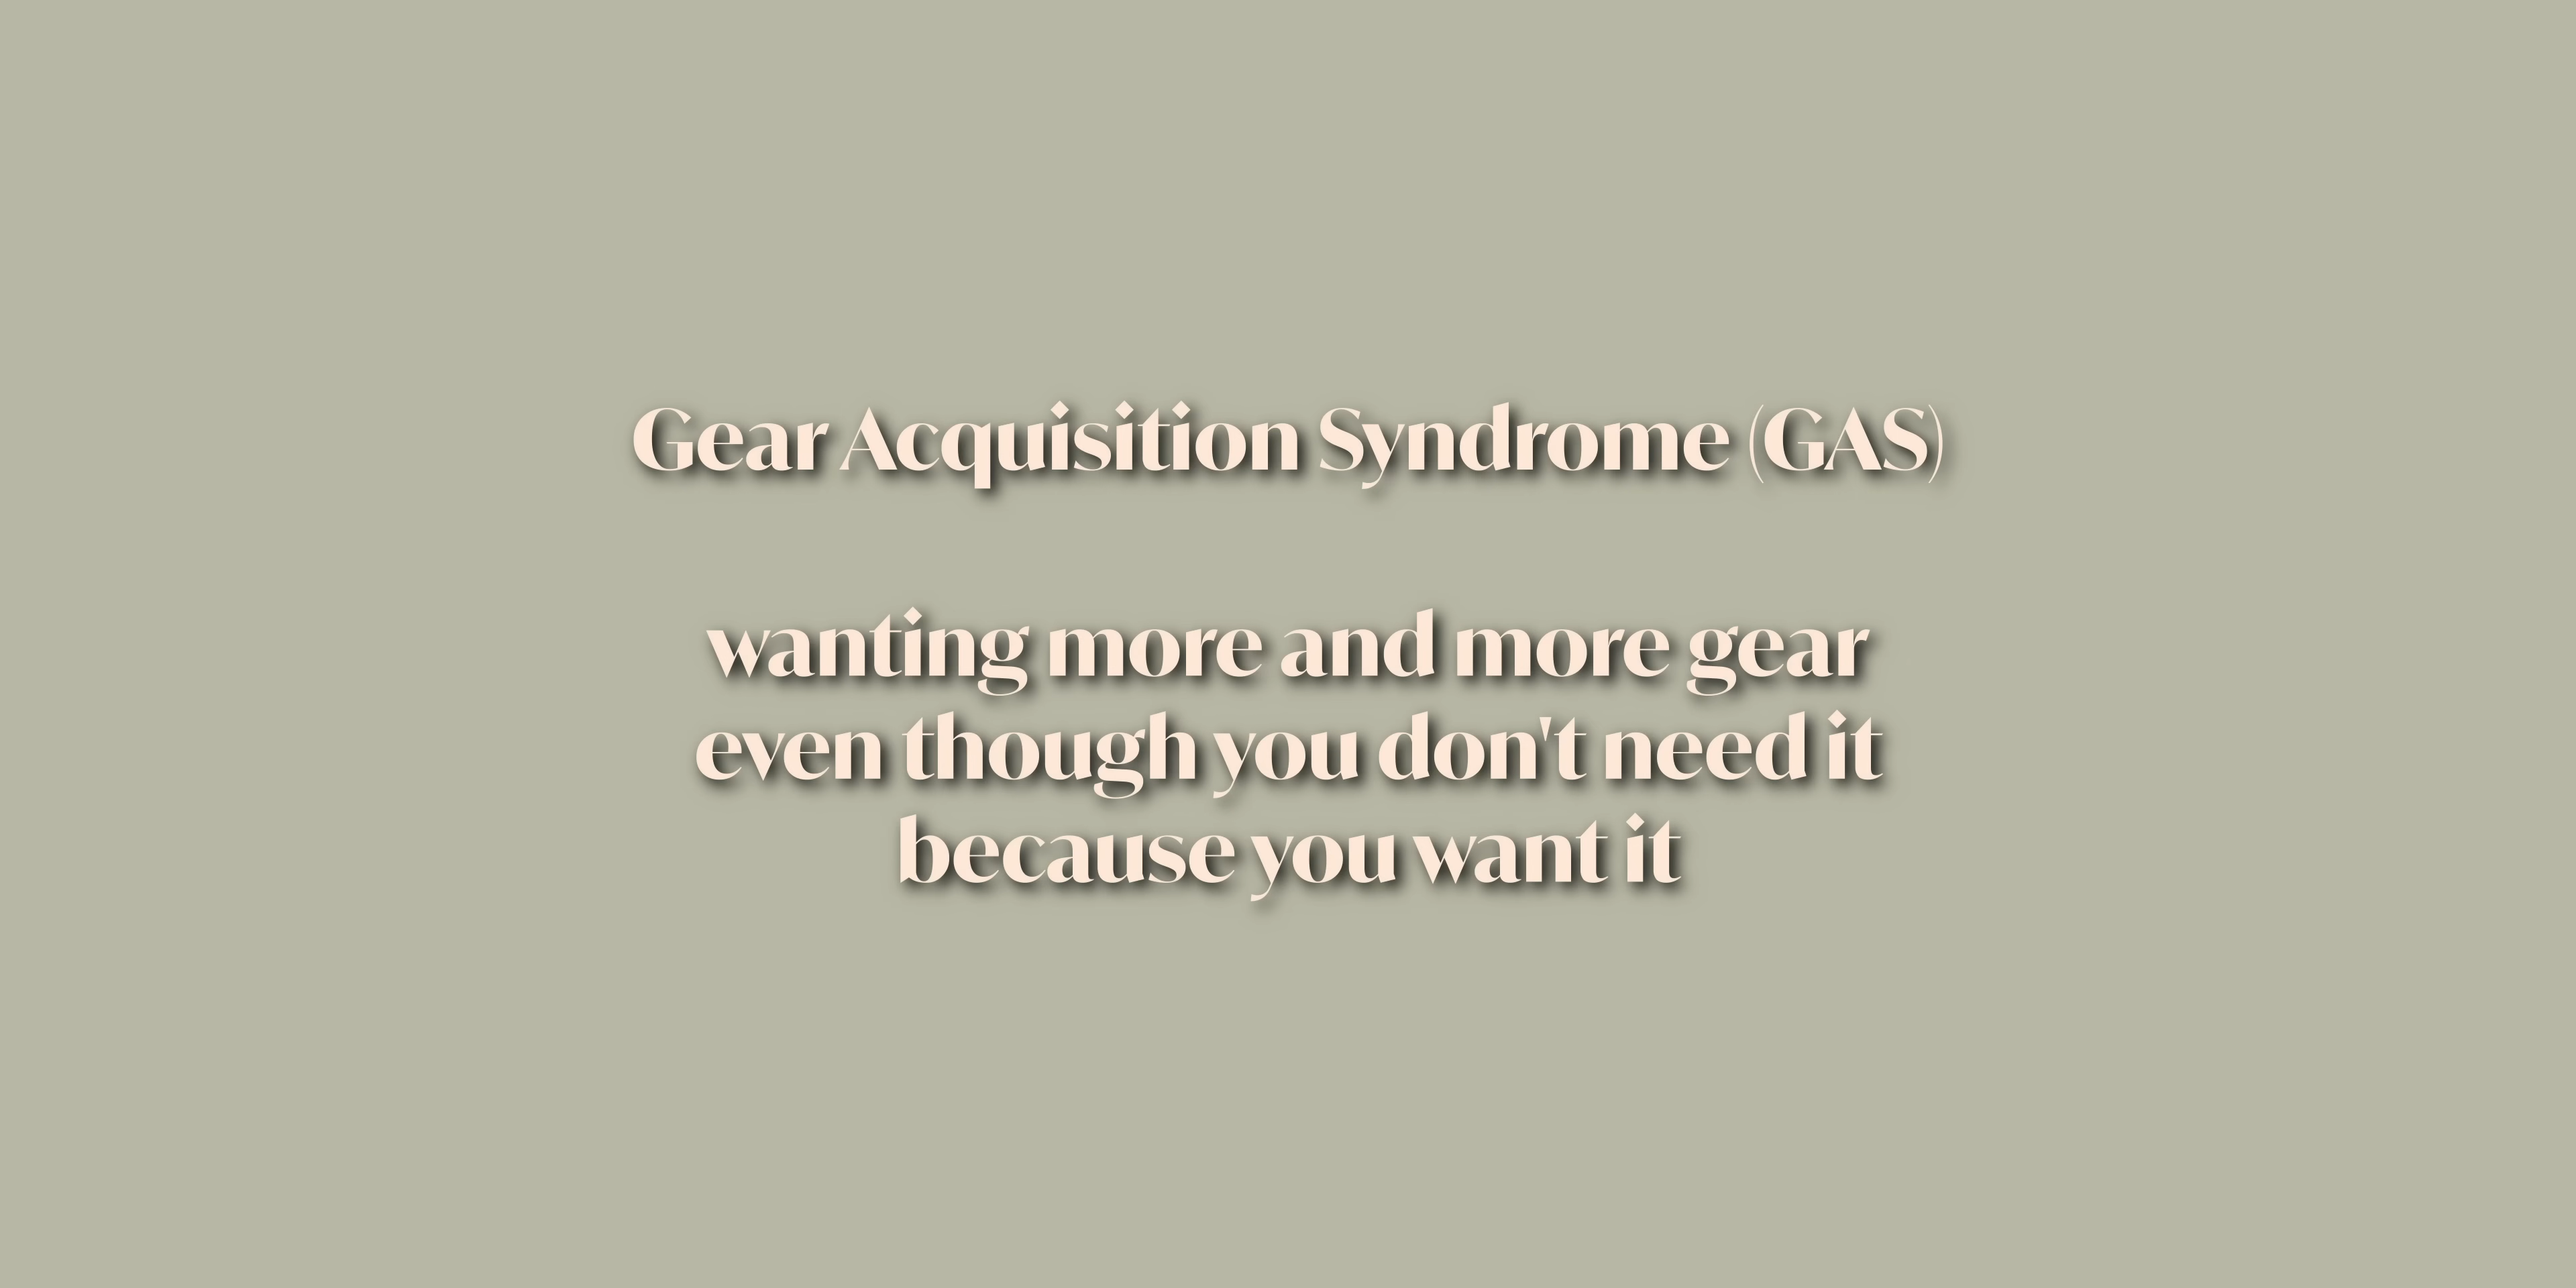 Gear Acquisition Syndrome (GAS)
wanting more and more gear
even though you don't need it
because you want it